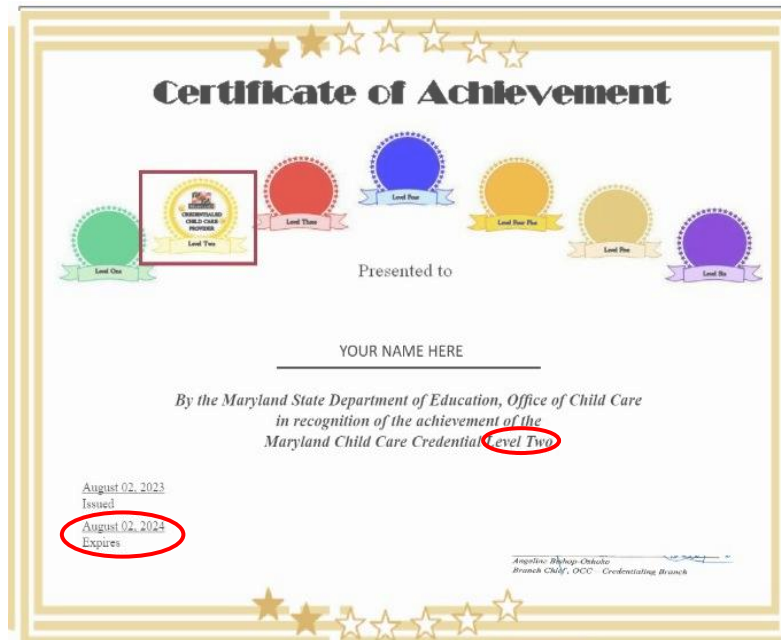 Certificate of Achievement
Level Four
CREDENTIALED
CHILD CARE
PROVIDER
Level Three
Level Four Plus
Level Two
Level Five
Level One
Level Six
Presented to
YOUR NAME HERE
By the Maryland State Department of Education, Office of Child Care
in recognition of the achievement of the
Maryland Child Care Credential Level Two
August 02, 2023
Issued
August 02, 2024
Expires
Angeline Bishop-Oshoko
Branch Chief, OCC - Credentialing Branch